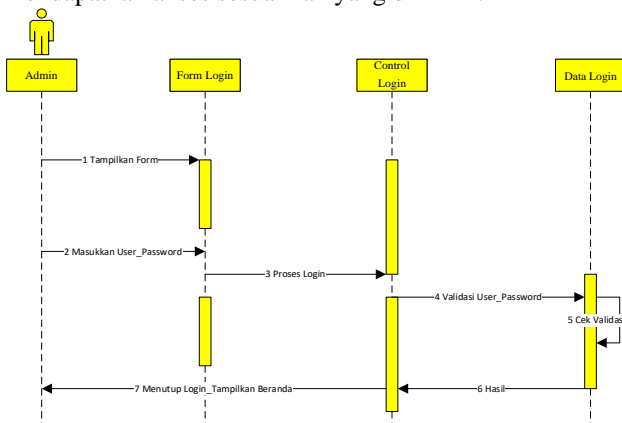 Admin
Form Login
Control
Login
Data Login
1 Tampilkan Form
2 Masukkan User_Password
3 Proses Login
4 Validasi User_Password
5 Cek Validas
6 Hasil
7 Menutup Login_Tampilkan Beranda